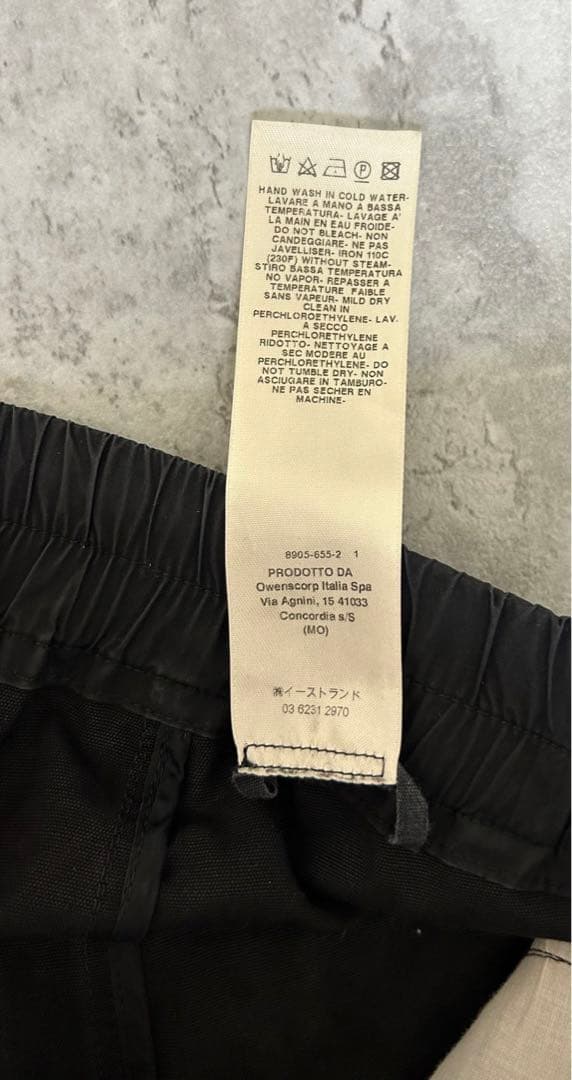 P
HAND WASH IN COLD WATER-
LAVARE A MANO A BASSA
TEMPERATURA- LAVAGE A'
LA MAIN EN EAU FROIDE-
DO NOT BLEACH- NON
CANDEGGIARE- NE PAS
JAVELLISER- IRON 110C
(230F) WITHOUT STEAM-
STIRO BASSA TEMPERATURA
NO VAPOR- REPASSER A
TEMPERATURE FAIBLE
SANS VAPEUR- MILD DRY
CLEAN IN
PERCHLOROETHYLENE- LAV.
A SECCO
PERCHLORETHYLENE
RIDOTTO- NETTOYAGE A
SEC MODERE AU
PERCHLORETHYLENE- DO
NOT TUMBLE DRY- NON
ASCIUGARE IN TAMBURO-
NE PAS SECHER EN
MACHINE-
8905-655-2 1
PRODOTTO DA
Owenscorp Italia Spa
Via Agnini, 15 41033
Concordia s/S
(MO)
㈱イーストランド
03 6231 2970